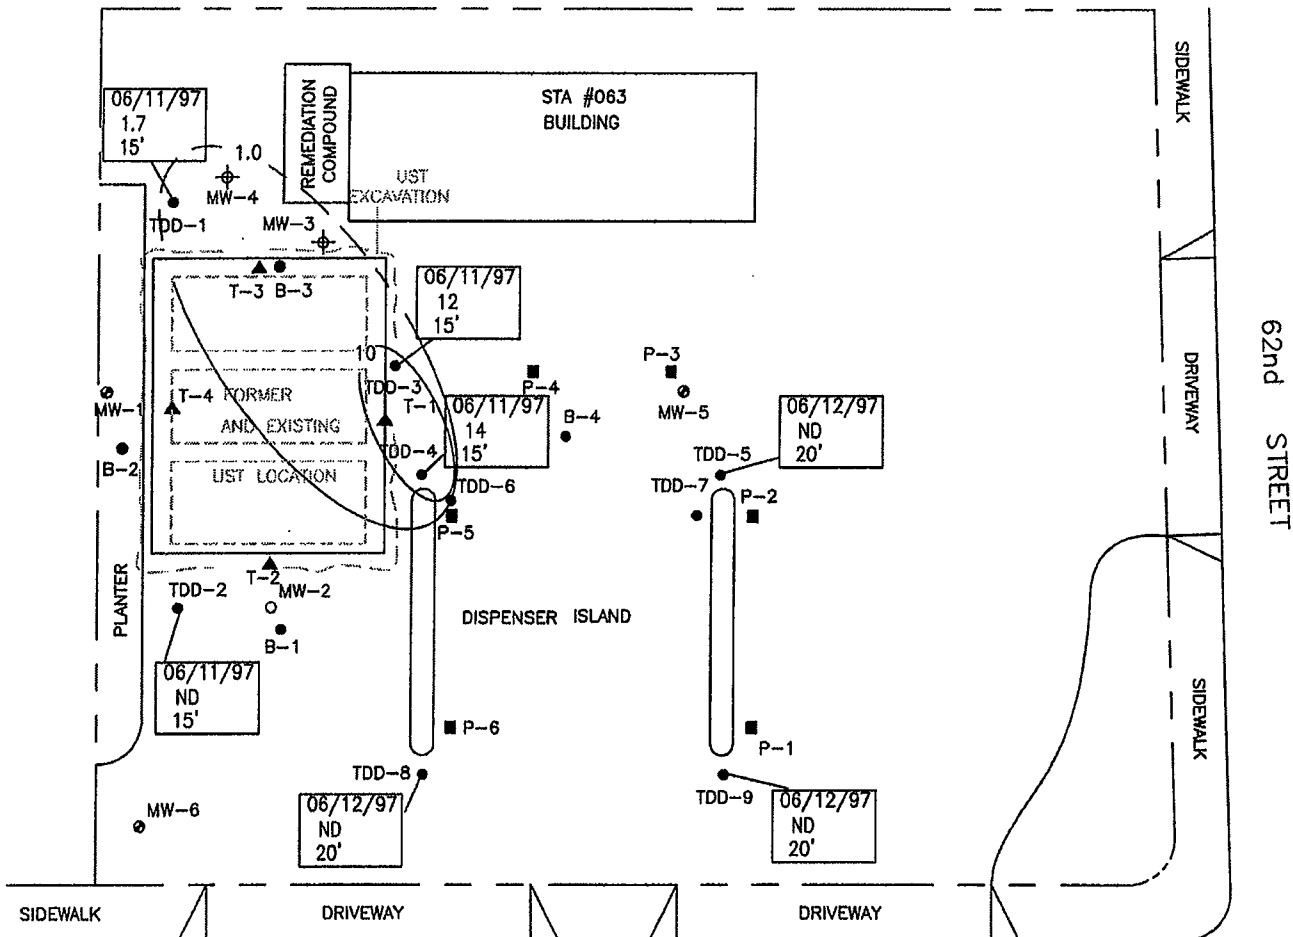 SIDEWALK
06/11/97
1.7
15'
1.0
REMEDIATION
COMPOUND
STA #063
BUILDING
UST
EXCAVATION
MW-4
TDD-1
MW-3
06/11/97
12
15'
T-3
B-3
10
TDD-3
P-4
P-3
MW-1
T-4
FORMER
AND EXISTING
UST LOCATION
T-1
06/11/97
14
15'
B-4
MW-5
06/12/97
ND
20'
DRIVEWAY
62nd STREET
B-2
TDD-4
TDD-6
P-5
TDD-5
TDD-7
P-2
PLANTER
T-2
TDD-2
MW-2
B-1
DISPENSER ISLAND
06/11/97
ND
15'
P-6
P-1
SIDEWALK
TDD-8
TDD-9
06/12/97
ND
20'
06/12/97
ND
20'
MW-6
SIDEWALK
DRIVEWAY
DRIVEWAY